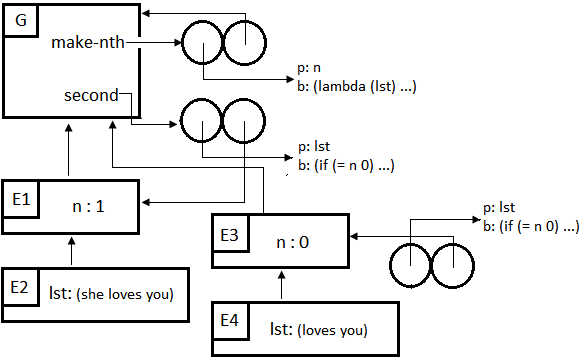 G
make-nth
p: n
b: (lambda (lst) ...)
second
p: lst
b: (if (= n 0) ...)
E1
n : 1
E3
n : 0
p: lst
b: (if (= n 0) ...)
E2
lst: (she loves you)
E4
lst: (loves you)